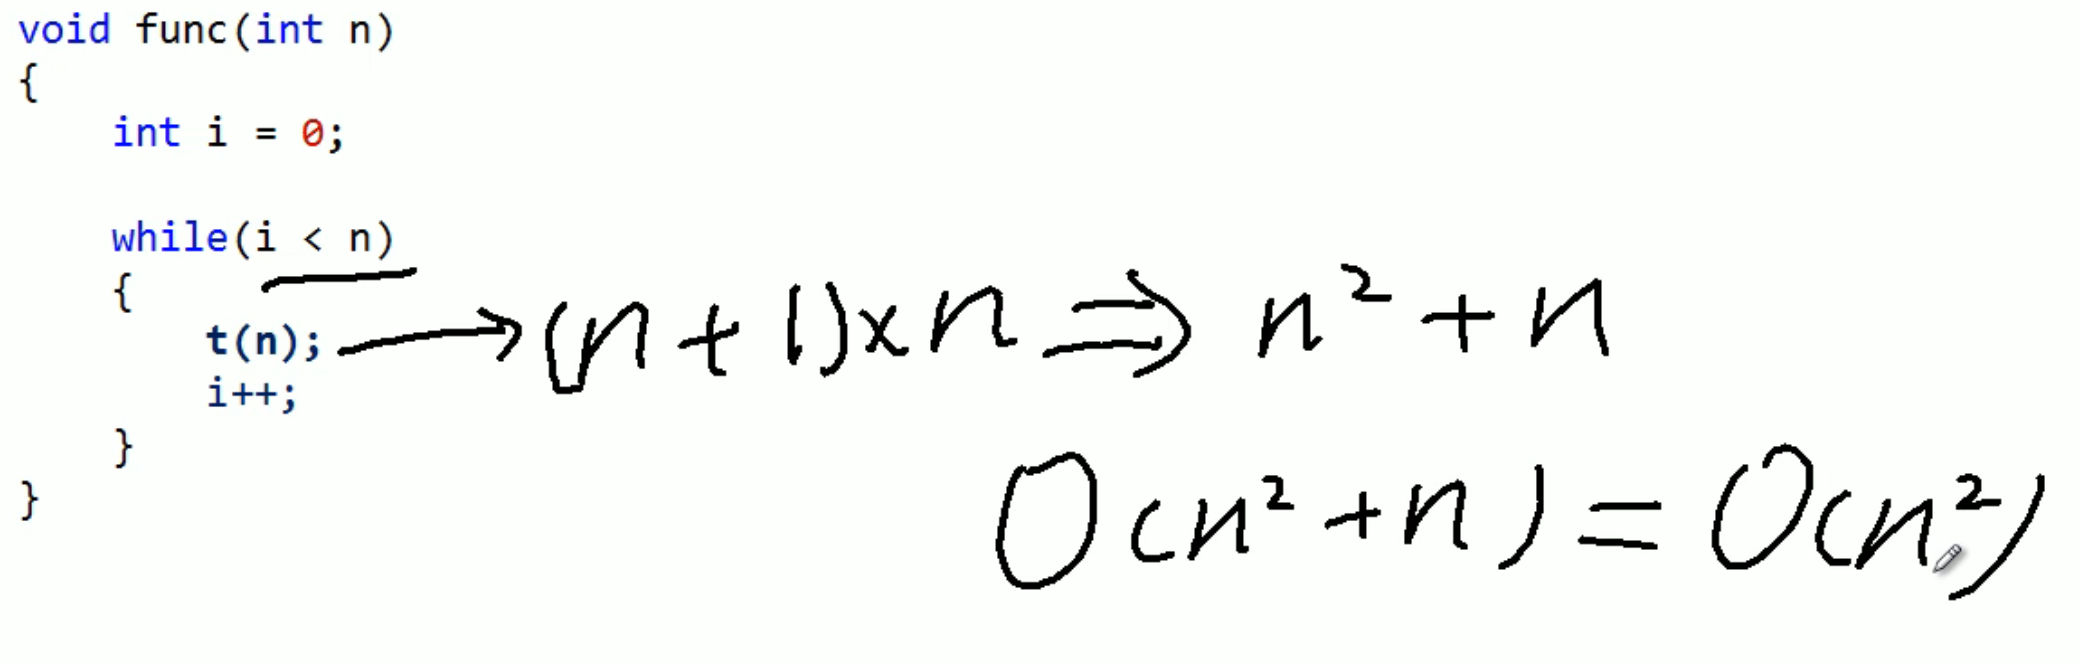 void func(int n)
{
int i = 0;
while(i < n)
{
t(n); → (n + 1)×n ⇒ n² + n
i++;
}
O(n² + n) = O(n²)
}